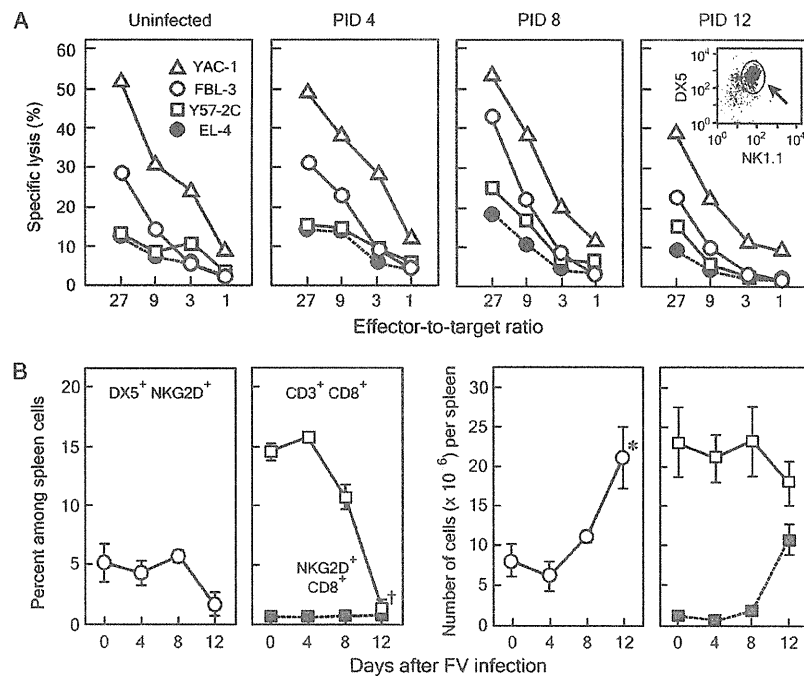 A
Uninfected
PID 4
PID 8
PID 12
Specific lysis (%)
60
50
40
30
20
10
0
YAC-1
FBL-3
Y57-2C
EL-4
27 9 3 1
27 9 3 1
27 9 3 1
27 9 3 1
DX5
10⁴
10²
10⁰
10⁰ 10² 10⁴
NK1.1
Effector-to-target ratio
B
Percent among spleen cells
20
15
10
5
0
DX5⁺ NKG2D⁺
CD3⁺ CD8⁺
NKG2D⁺
CD8⁺
†
0 4 8 12
0 4 8 12
Number of cells (x 10⁶) per spleen
30
25
20
15
10
5
0
*
0 4 8 12
0 4 8 12
Days after FV infection